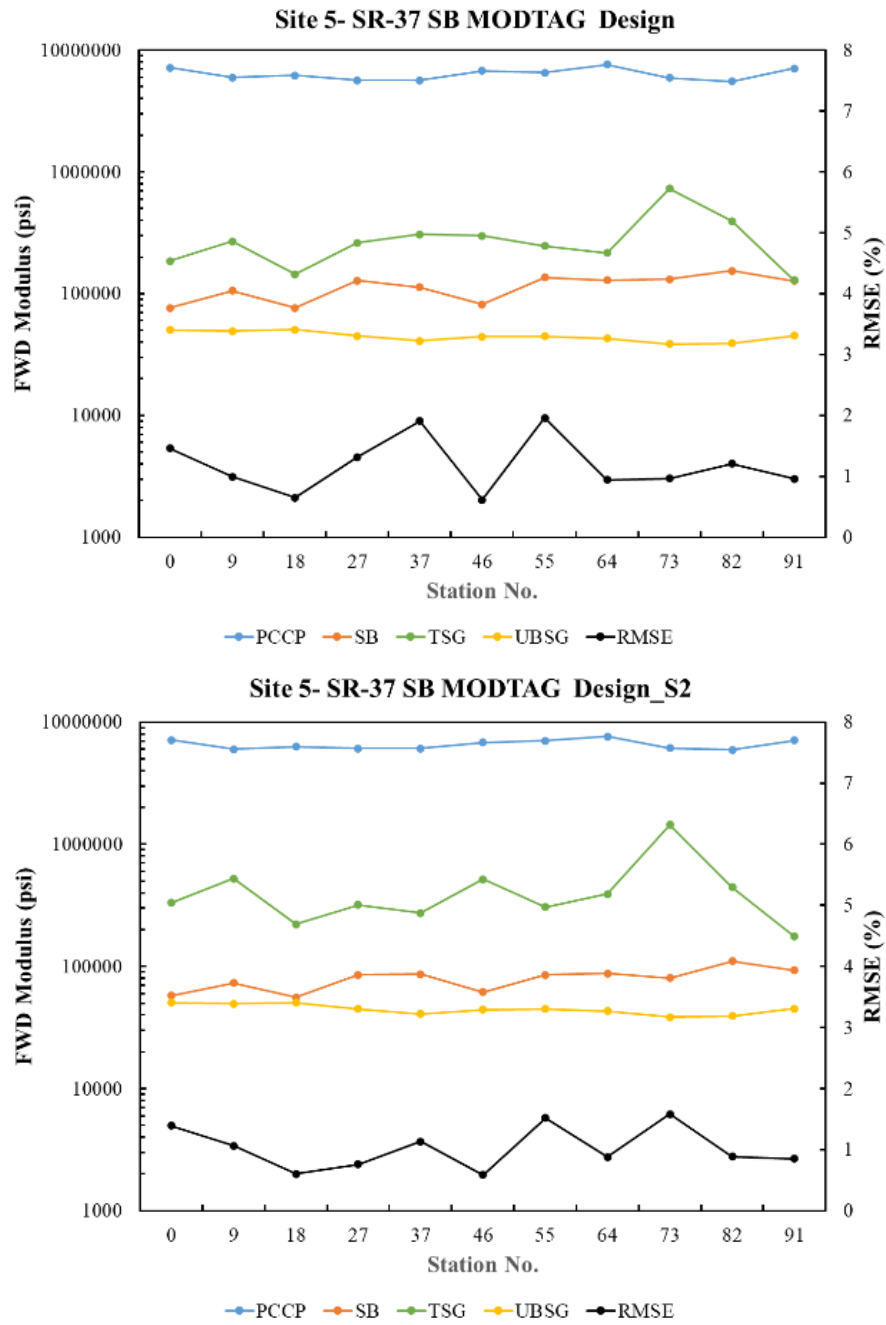 Site 5- SR-37 SB MODTAG Design
10000000
1000000
100000
10000
1000
FWD Modulus (psi)
8
7
6
5
4
3
2
1
0
RMSE (%)
0 9 18 27 37 46 55 64 73 82 91
Station No.
PCCP SB TSG UBSG RMSE
Site 5- SR-37 SB MODTAG Design_S2
10000000
1000000
100000
10000
1000
FWD Modulus (psi)
8
7
6
5
4
3
2
1
0
RMSE (%)
0 9 18 27 37 46 55 64 73 82 91
Station No.
PCCP SB TSG UBSG RMSE